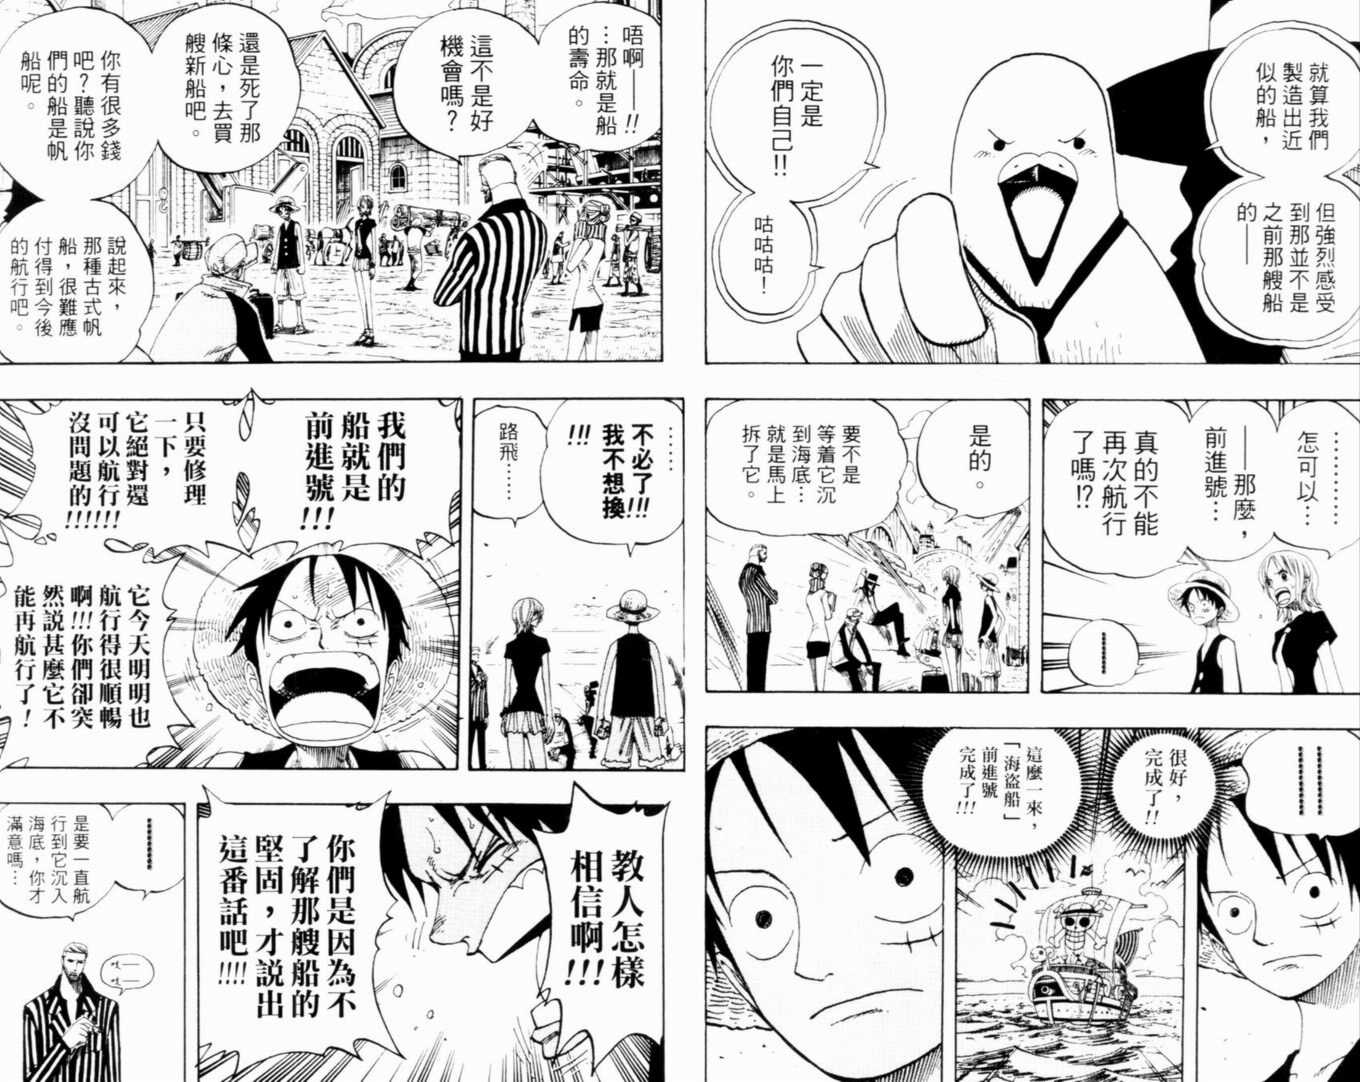 就算我們
製造出近
似的船，
但強烈感受
到那並不是
之前那艘船
的——
一定是
你們自己!!
咕咕咕！
………
怎可以…
——那麼，
前進號…
真的不能
再次航行
了嗎!?
…………
是的。
要不是
等着它沉
到海底…
就是馬上
拆了它。
…………
很好，
完成了!!
這麼一來，
「海盜船」
前進號
完成了!!!
唔啊——!!
…那就是船
的壽命。
這不是好
機會嗎？
還是死了那
條心，去買
艘新船吧。
你有很多錢
吧？聽說你
們的船是帆
船呢。
說起來，
那種古式帆
船，很難應
付得到今後
的航行吧。
……
不必了!!!
我不想換
!!!
路飛……
我們的
船就是
前進號
!!!
只要修理
一下，
它絕對還
可以航行
沒問題的!!!!!!
它今天明明也
航行得很順暢
啊!!!你們卻突
然說甚麼它不
能再航行了！
教人怎樣
相信啊!!!
你們是因為不
了解那艘船的
堅固，才說出
這番話吧!!!!
…………
是要一直航
行到它沉入
海底，你才
滿意嗎…